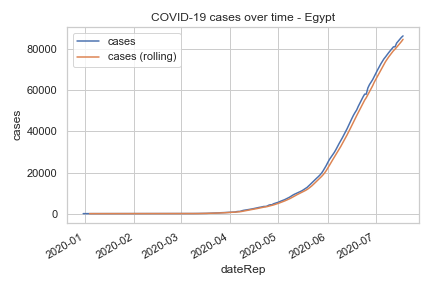 COVID-19 cases over time - Egypt
cases
cases (rolling)
80000
60000
40000
20000
0
cases
2020-01
2020-02
2020-03
2020-04
2020-05
2020-06
2020-07
dateRep